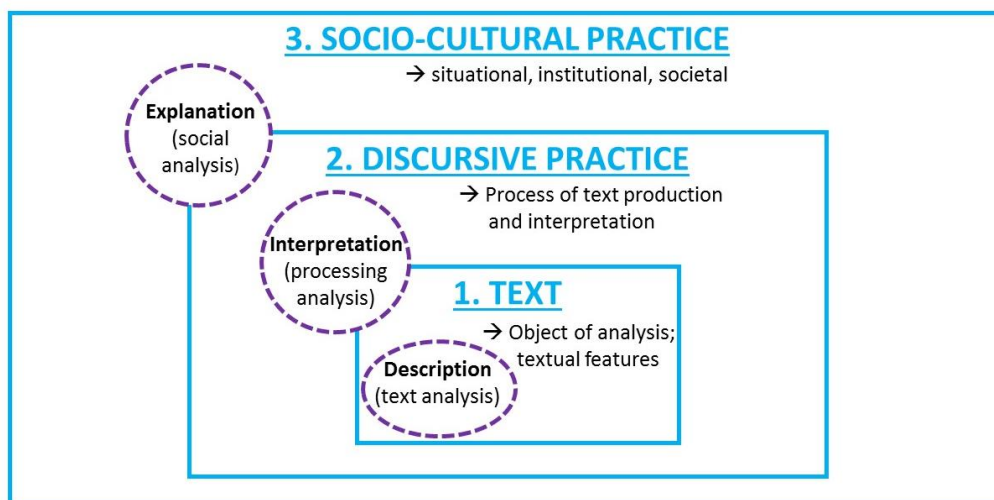 3. SOCIO-CULTURAL PRACTICE
→ situational, institutional, societal
Explanation
(social
analysis)
2. DISCURSIVE PRACTICE
→ Process of text production
and interpretation
Interpretation
(processing
analysis)
1. TEXT
→ Object of analysis;
textual features
Description
(text analysis)